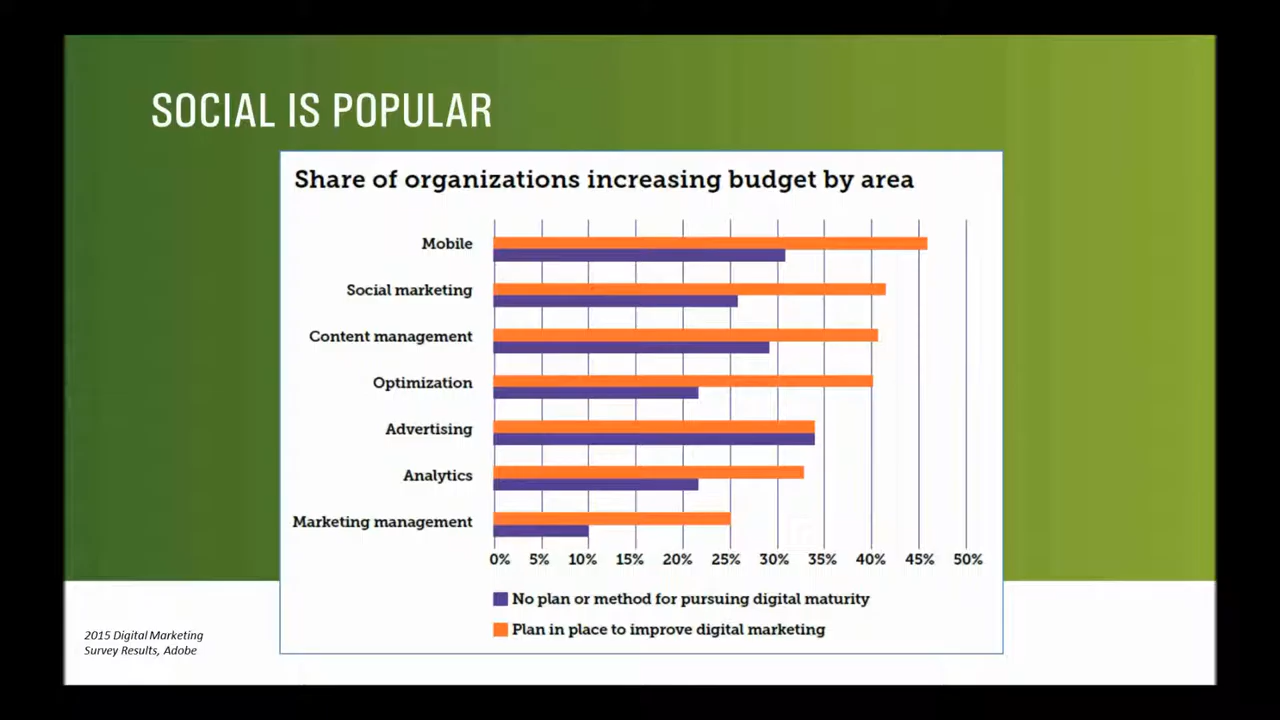 SOCIAL IS POPULAR
Share of organizations increasing budget by area
Mobile
Social marketing
Content management
Optimization
Advertising
Analytics
Marketing management
0% 5% 10% 15% 20% 25% 30% 35% 40% 45% 50%
No plan or method for pursuing digital maturity
Plan in place to improve digital marketing
2015 Digital Marketing
Survey Results, Adobe